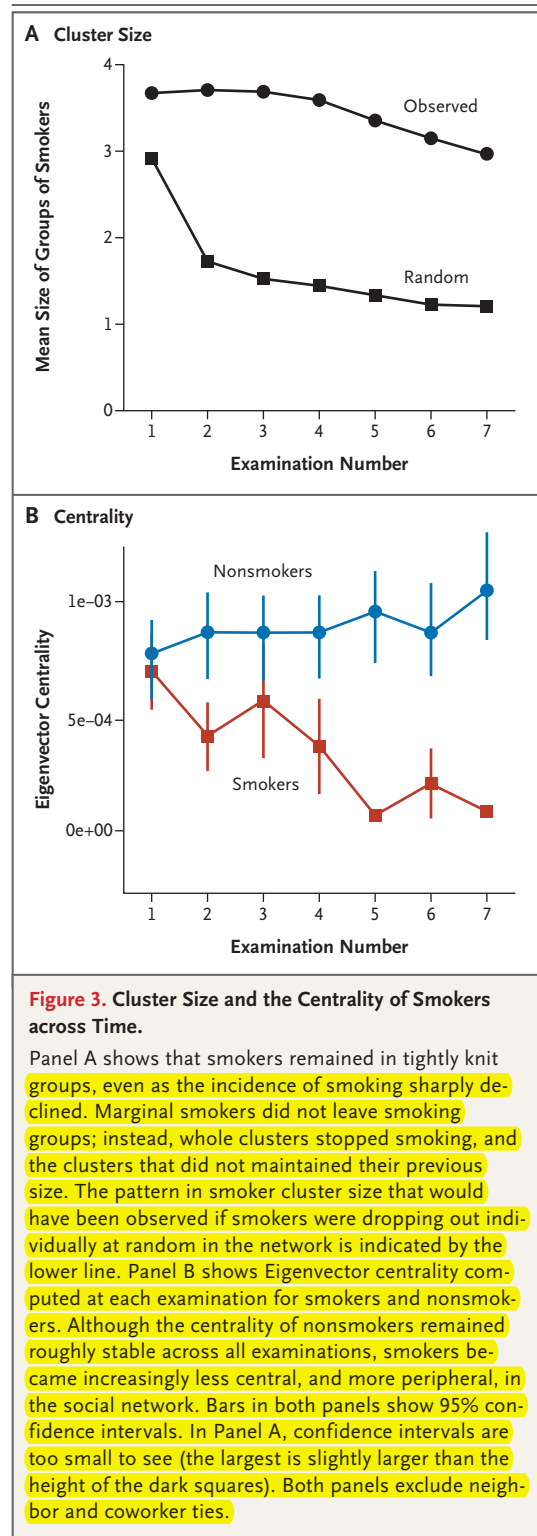 A Cluster Size
4
3
2
1
0
Mean Size of Groups of Smokers
Observed
Random
1 2 3 4 5 6 7
Examination Number
B Centrality
1e–03
5e–04
0e+00
Eigenvector Centrality
Nonsmokers
Smokers
1 2 3 4 5 6 7
Examination Number
Figure 3. Cluster Size and the Centrality of Smokers
across Time.
Panel A shows that smokers remained in tightly knit
groups, even as the incidence of smoking sharply de-
clined. Marginal smokers did not leave smoking
groups; instead, whole clusters stopped smoking, and
the clusters that did not maintained their previous
size. The pattern in smoker cluster size that would
have been observed if smokers were dropping out indi-
vidually at random in the network is indicated by the
lower line. Panel B shows Eigenvector centrality com-
puted at each examination for smokers and nonsmok-
ers. Although the centrality of nonsmokers remained
roughly stable across all examinations, smokers be-
came increasingly less central, and more peripheral, in
the social network. Bars in both panels show 95% con-
fidence intervals. In Panel A, confidence intervals are
too small to see (the largest is slightly larger than the
height of the dark squares). Both panels exclude neigh-
bor and coworker ties.